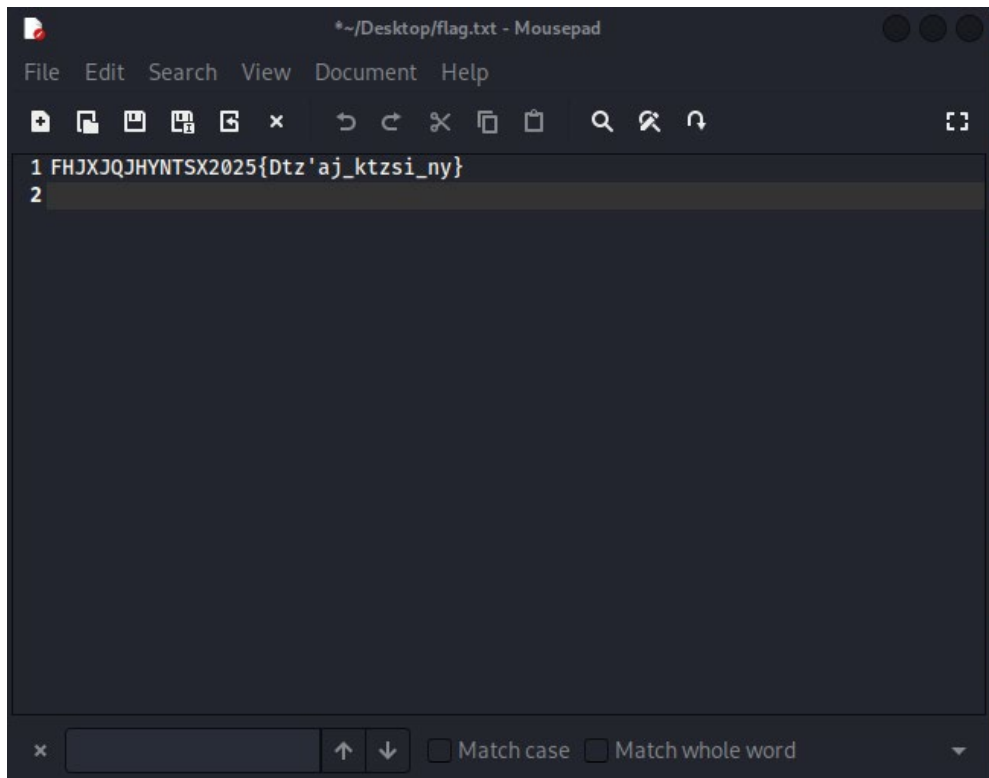 *~/Desktop/flag.txt - Mousepad
File Edit Search View Document Help
1 FHJXJQJHYNTSX2025{Dtz'aj_ktzsi_ny}
2
Match case Match whole word